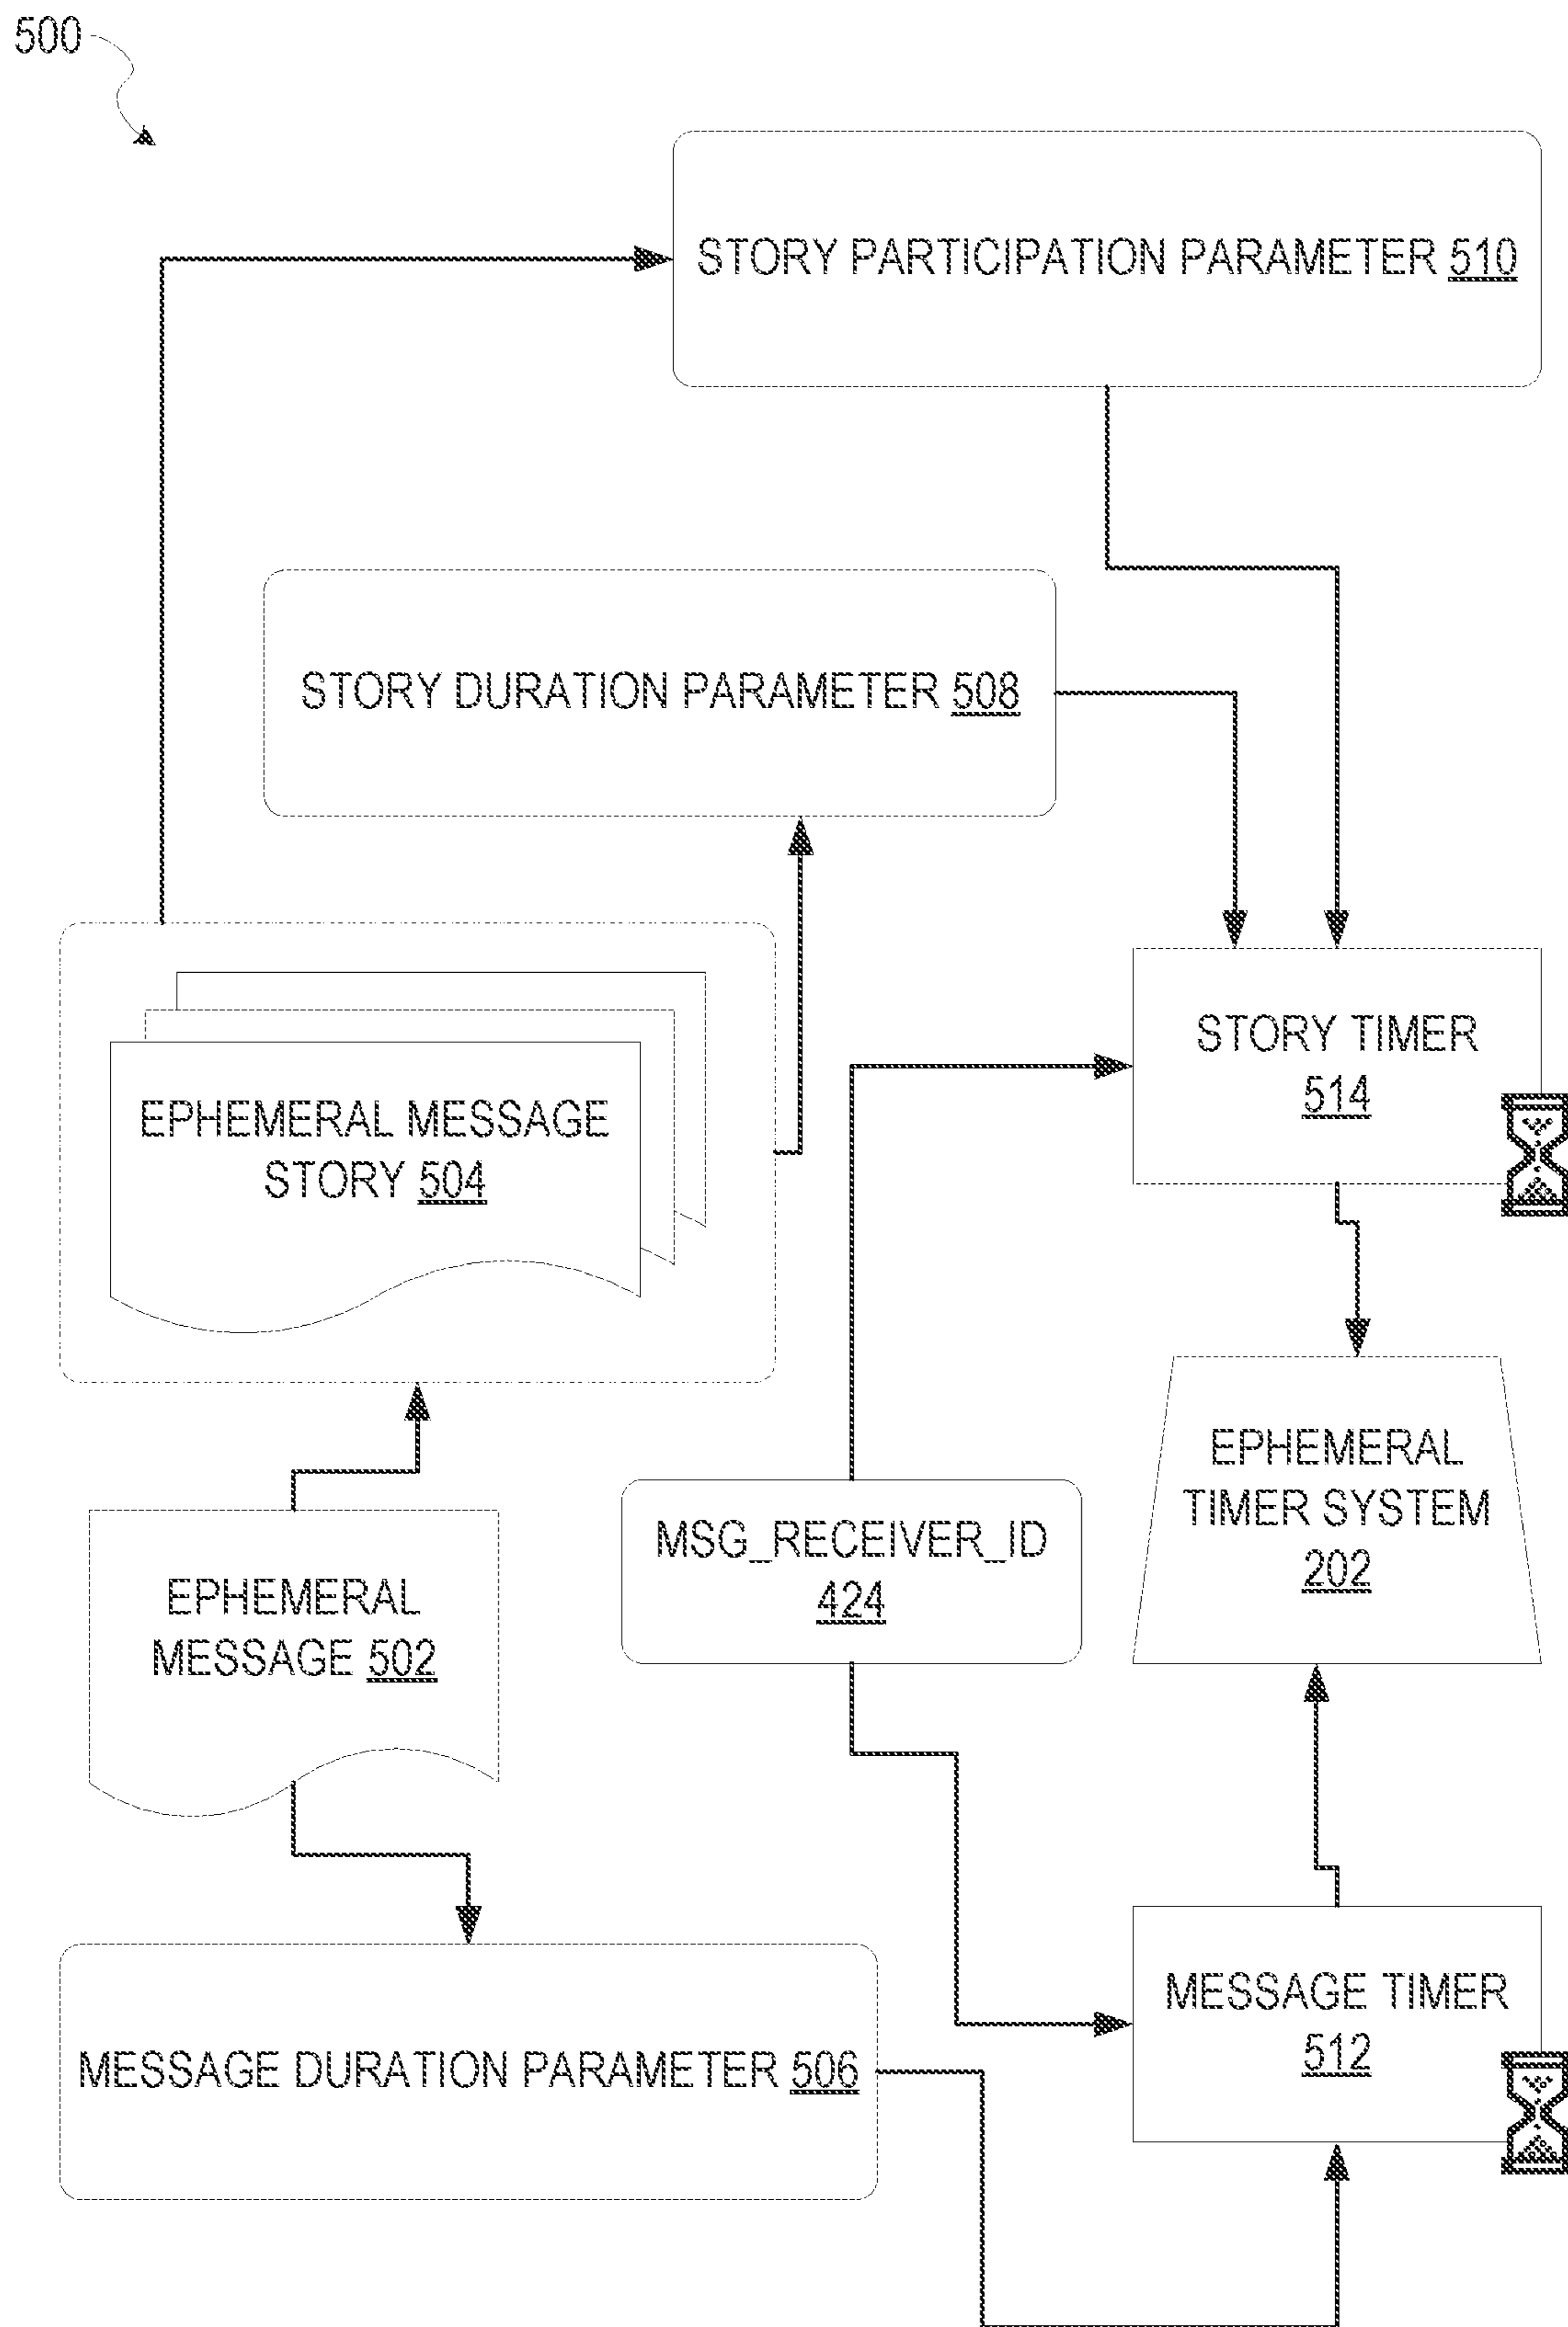 500
STORY PARTICIPATION PARAMETER 510
STORY DURATION PARAMETER 508
EPHEMERAL MESSAGE
STORY 504
STORY TIMER
514
EPHEMERAL
TIMER SYSTEM
202
MSG_RECEIVER_ID
424
EPHEMERAL
MESSAGE 502
MESSAGE TIMER
512
MESSAGE DURATION PARAMETER 506